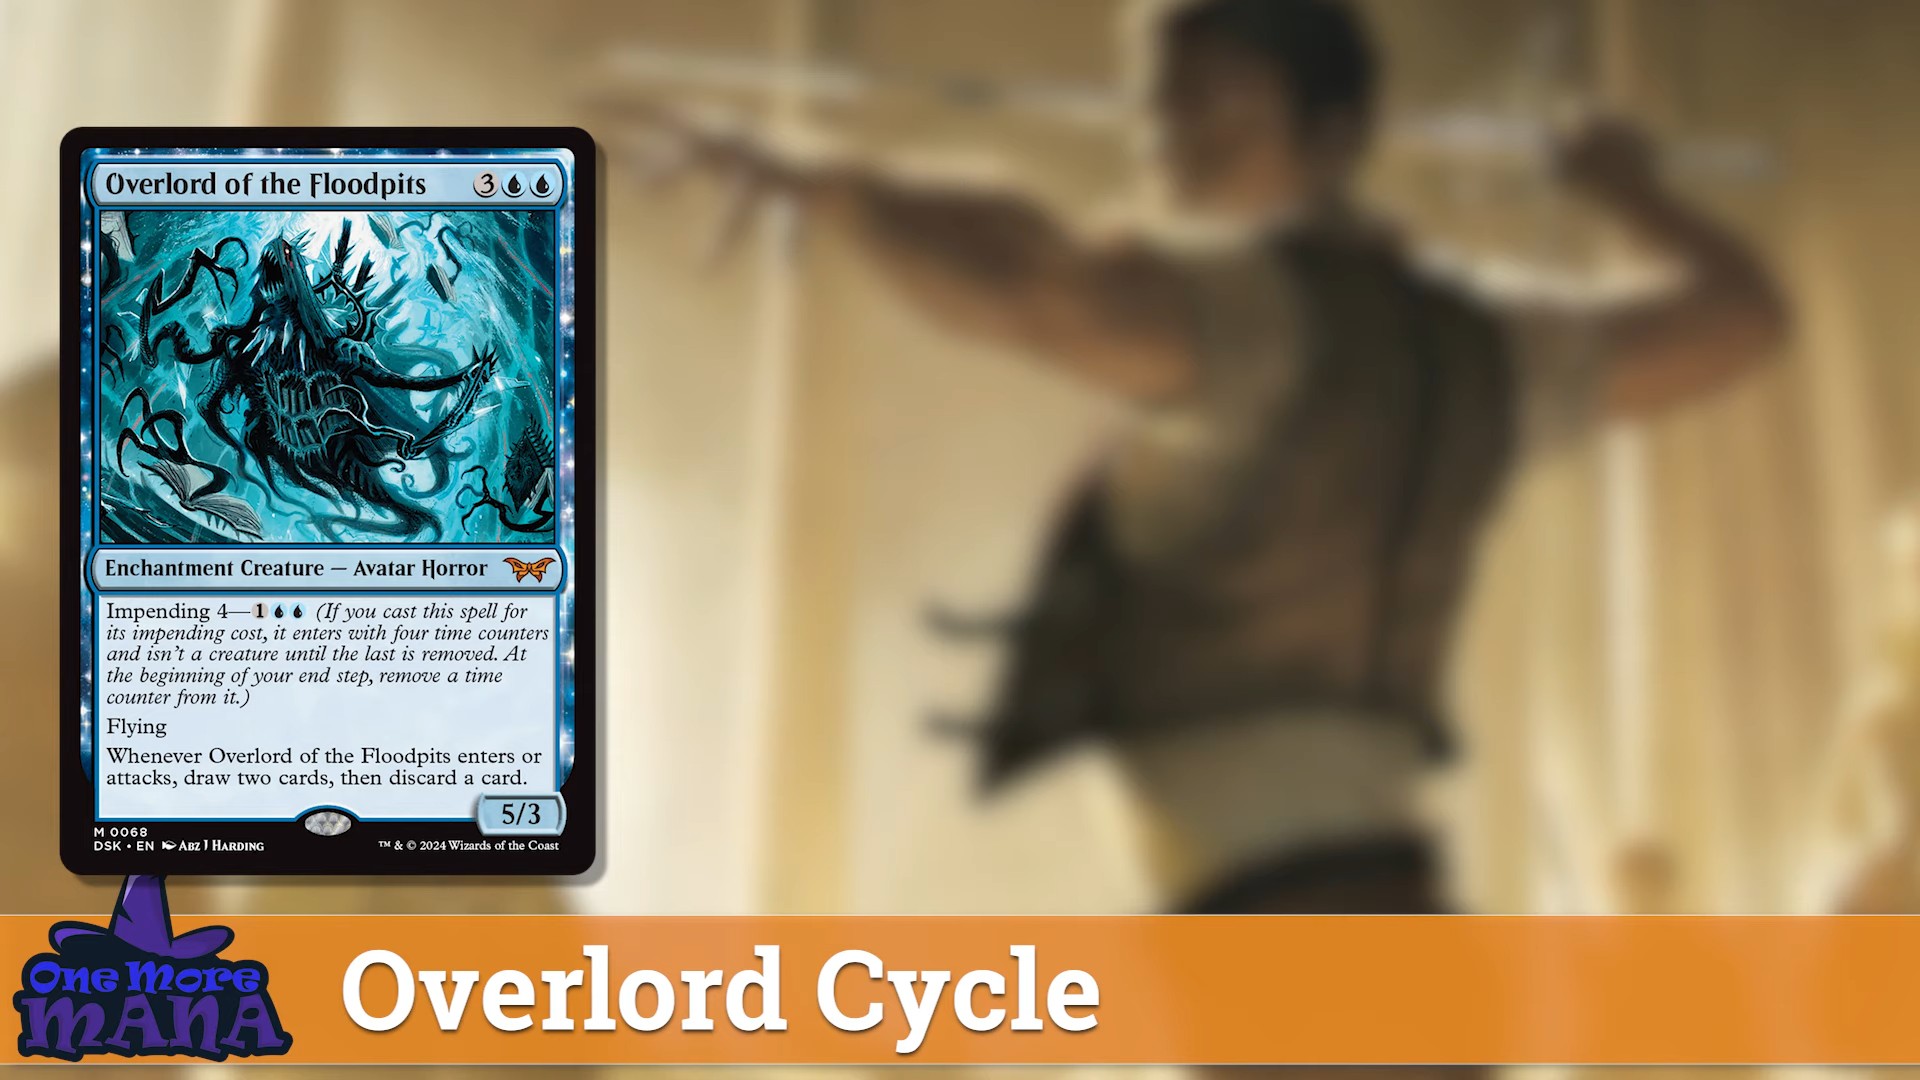 Overlord of the Floodpits 3
Enchantment Creature — Avatar Horror
Impending 4—1 (If you cast this spell for
its impending cost, it enters with four time counters
and isn't a creature until the last is removed. At
the beginning of your end step, remove a time
counter from it.)
Flying
Whenever Overlord of the Floodpits enters or
attacks, draw two cards, then discard a card.
5/3
M 0068
DSK • EN Abz J Harding
™ & © 2024 Wizards of the Coast
One More
Mana
Overlord Cycle